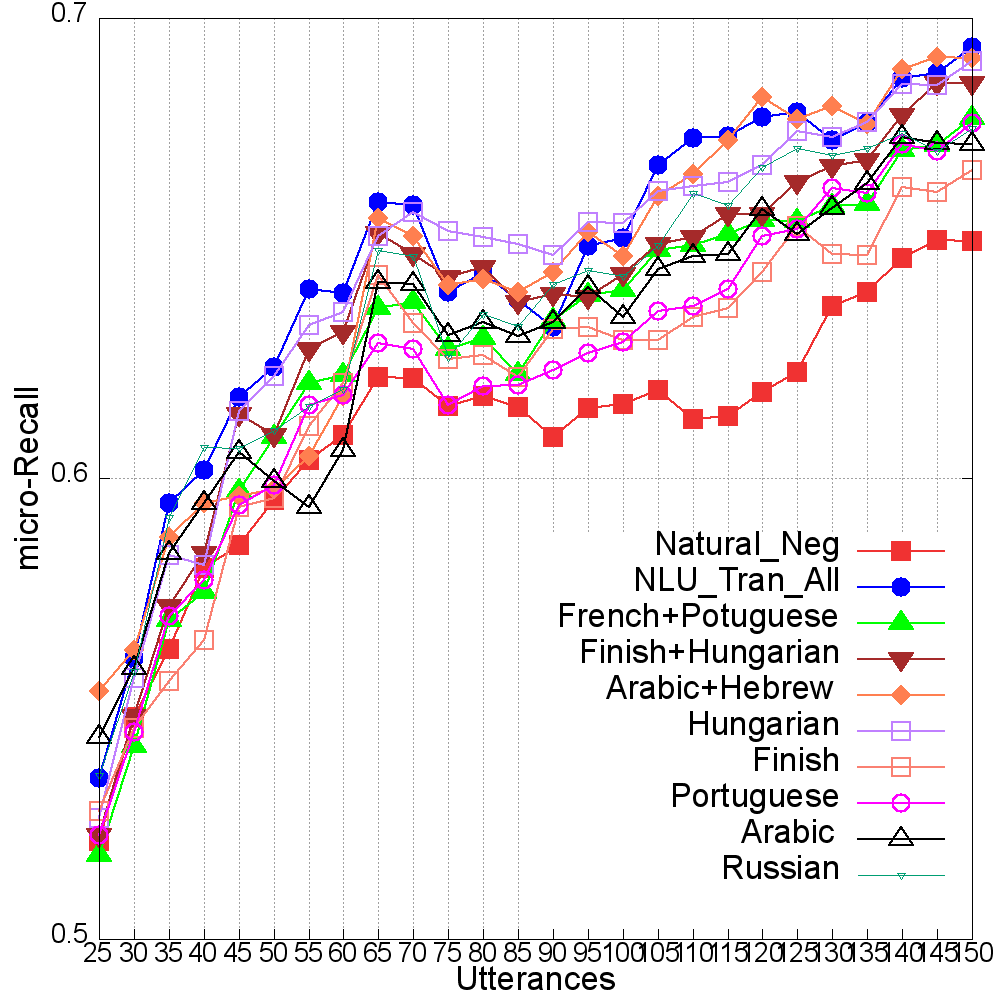 0.7
0.6
0.5
micro-Recall
Natural_Neg
NLU_Tran_All
French+Potuguese
Finish+Hungarian
Arabic+Hebrew
Hungarian
Finish
Portuguese
Arabic
Russian
25 30 35 40 45 50 55 60 65 70 75 80 85 90 95 100 105 110 115 120 125 130 135 140 145 150
Utterances